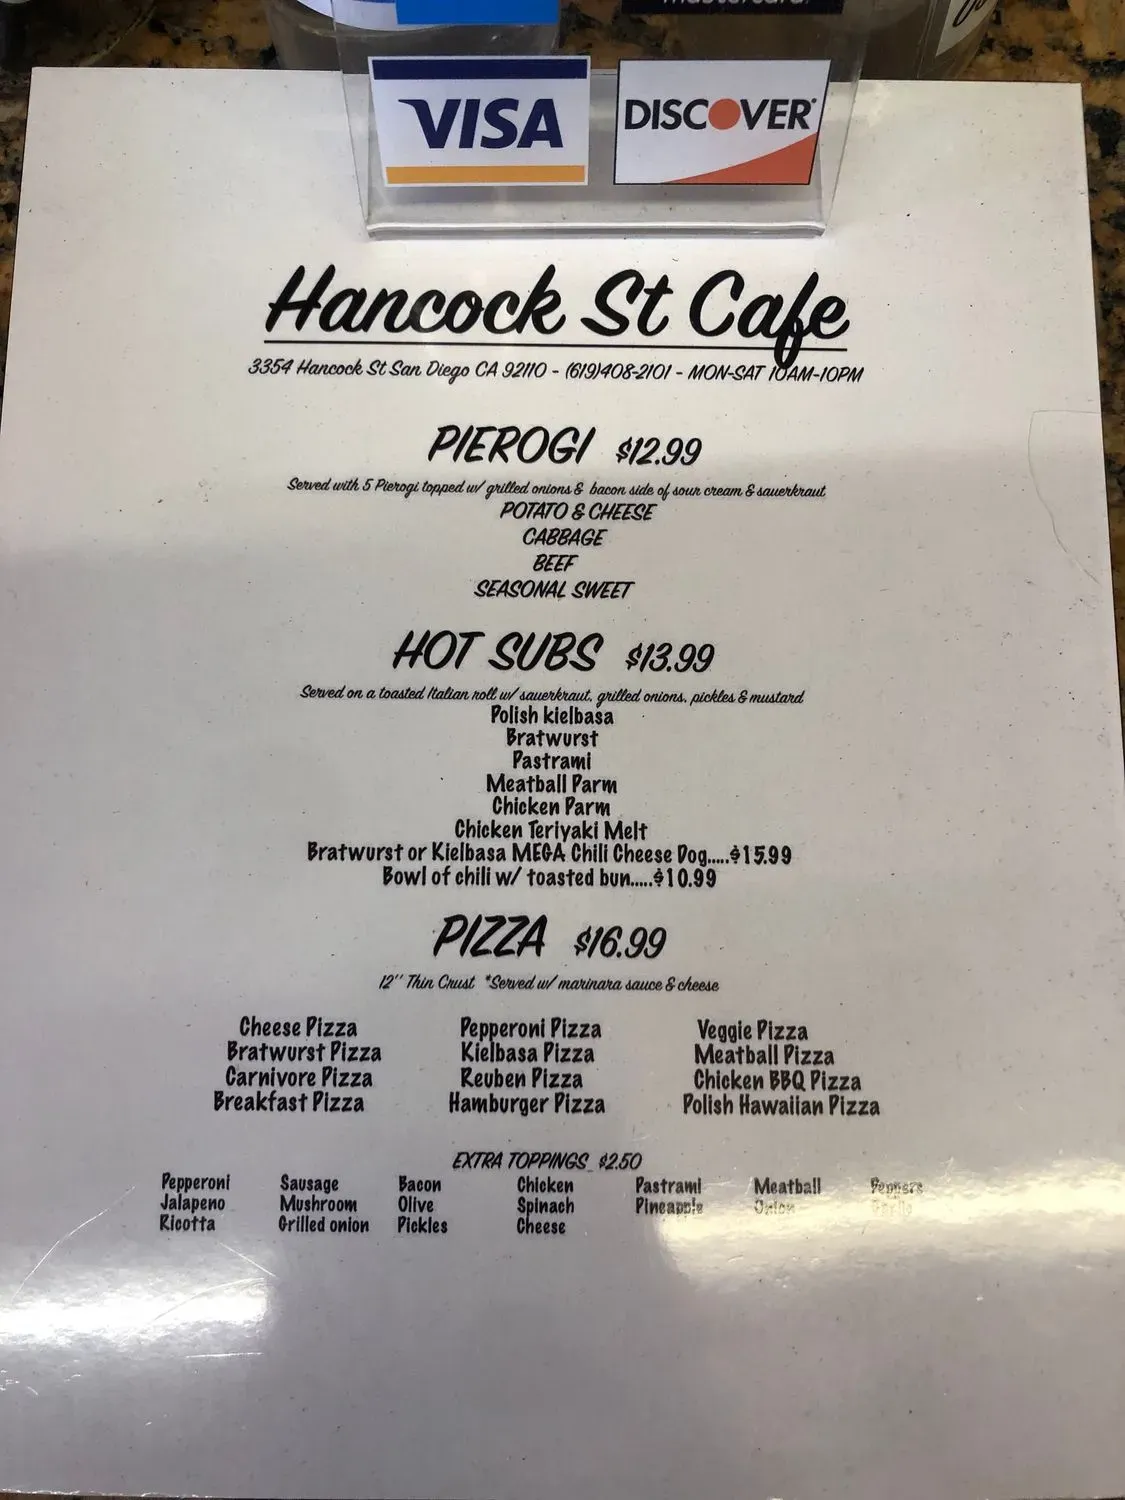 mastercard
VISA
DISCOVER
Hancock St Cafe
3354 Hancock St San Diego CA 92110 - (619)408-2101 - MON-SAT 10AM-10PM
PIEROGI $12.99
Served with 5 Pierogi topped w/ grilled onions & bacon side of sour cream & sauerkraut
POTATO & CHEESE
CABBAGE
BEEF
SEASONAL SWEET
HOT SUBS $13.99
Served on a toasted Italian roll w/ sauerkraut, grilled onions, pickles & mustard
Polish kielbasa
Bratwurst
Pastrami
Meatball Parm
Chicken Parm
Chicken Teriyaki Melt
Bratwurst or Kielbasa MEGA Chili Cheese Dog.....$15.99
Bowl of chili w/ toasted bun.....$10.99
PIZZA $16.99
12'' Thin Crust *Served w/ marinara sauce & cheese
Cheese Pizza Pepperoni Pizza Veggie Pizza
Bratwurst Pizza Kielbasa Pizza Meatball Pizza
Carnivore Pizza Reuben Pizza Chicken BBQ Pizza
Breakfast Pizza Hamburger Pizza Polish Hawaiian Pizza
EXTRA TOPPINGS $2.50
Pepperoni Sausage Bacon Chicken Pastrami Meatball Peppers
Jalapeno Mushroom Olive Spinach Pineapple Onion Garlic
Ricotta Grilled onion Pickles Cheese